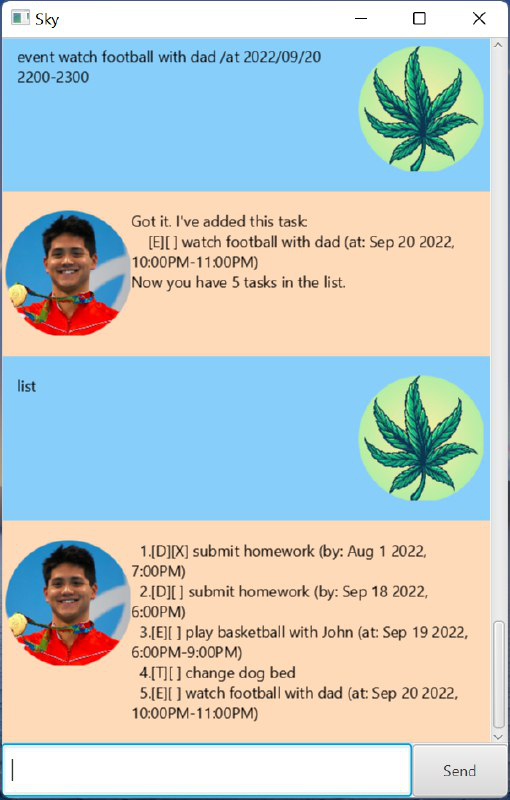 Sky
event watch football with dad /at 2022/09/20
2200-2300
Got it. I've added this task:
[E][ ] watch football with dad (at: Sep 20 2022,
10:00PM-11:00PM)
Now you have 5 tasks in the list.
list
1.[D][X] submit homework (by: Aug 1 2022,
7:00PM)
2.[D][ ] submit homework (by: Sep 18 2022,
6:00PM)
3.[E][ ] play basketball with John (at: Sep 19 2022,
6:00PM-9:00PM)
4.[T][ ] change dog bed
5.[E][ ] watch football with dad (at: Sep 20 2022,
10:00PM-11:00PM)
Send